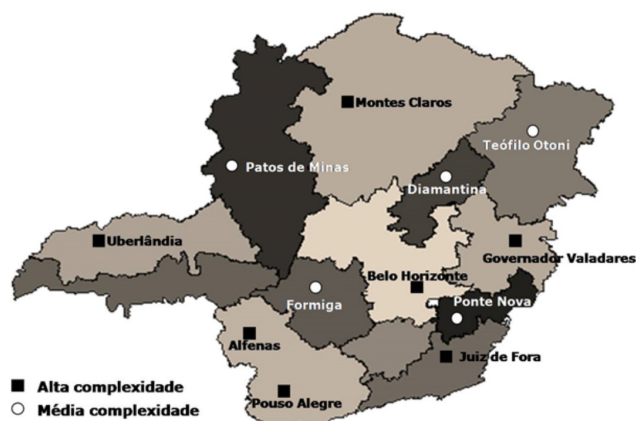 Montes Claros
Teófilo Otoni
Patos de Minas
Diamantina
Uberlândia
Governador Valadares
Belo Horizonte
Formiga
Ponte Nova
Alfenas
Juiz de Fora
Pouso Alegre
Alta complexidade
Média complexidade